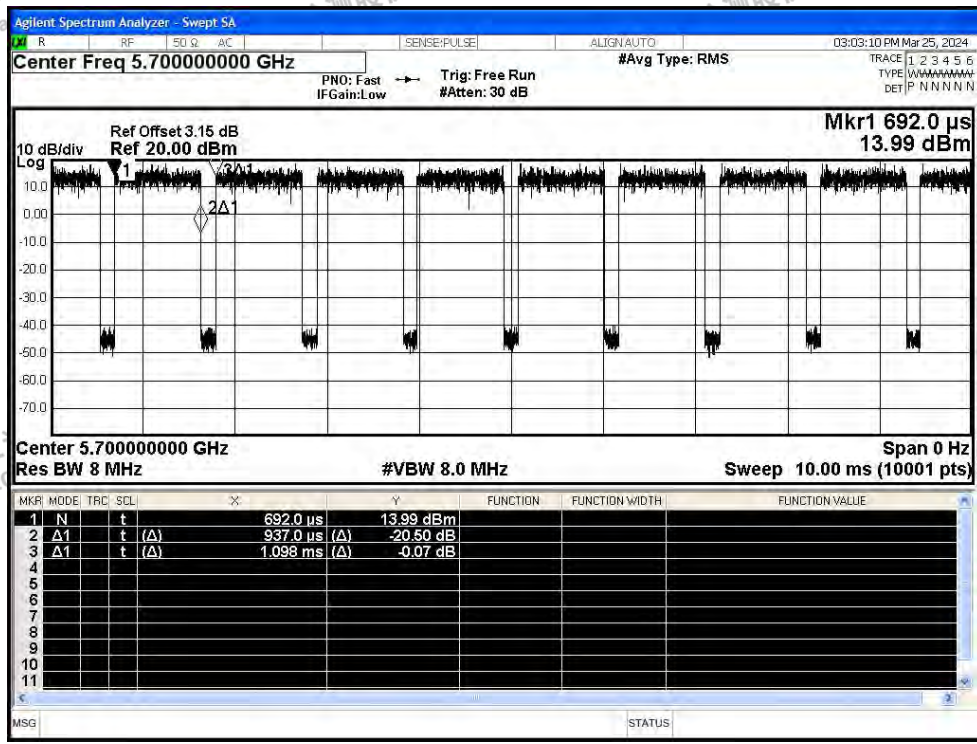 Agilent Spectrum Analyzer - Swept SA
LXI R RF 50 Ω AC SENSE:PULSE ALIGN AUTO 03:03:10 PM Mar 25, 2024
Center Freq 5.700000000 GHz
PNO: Fast
IFGain:Low
Trig: Free Run
#Atten: 30 dB
#Avg Type: RMS
TRACE 1 2 3 4 5 6
TYPE WWWWWW
DET P N N N N N
Mkr1 692.0 µs
13.99 dBm
Ref Offset 3.15 dB
10 dB/div Ref 20.00 dBm
Log
1 3Δ1
10.0
0.00 2Δ1
-10.0
-20.0
-30.0
-40.0
-50.0
-60.0
-70.0
Center 5.700000000 GHz Span 0 Hz
Res BW 8 MHz #VBW 8.0 MHz Sweep 10.00 ms (10001 pts)
MKR MODE TRC SCL X Y FUNCTION FUNCTION WIDTH FUNCTION VALUE
1 N t 692.0 µs 13.99 dBm
2 Δ1 t (Δ) 937.0 µs (Δ) -20.50 dB
3 Δ1 t (Δ) 1.098 ms (Δ) -0.07 dB
4
5
6
7
8
9
10
11
MSG STATUS